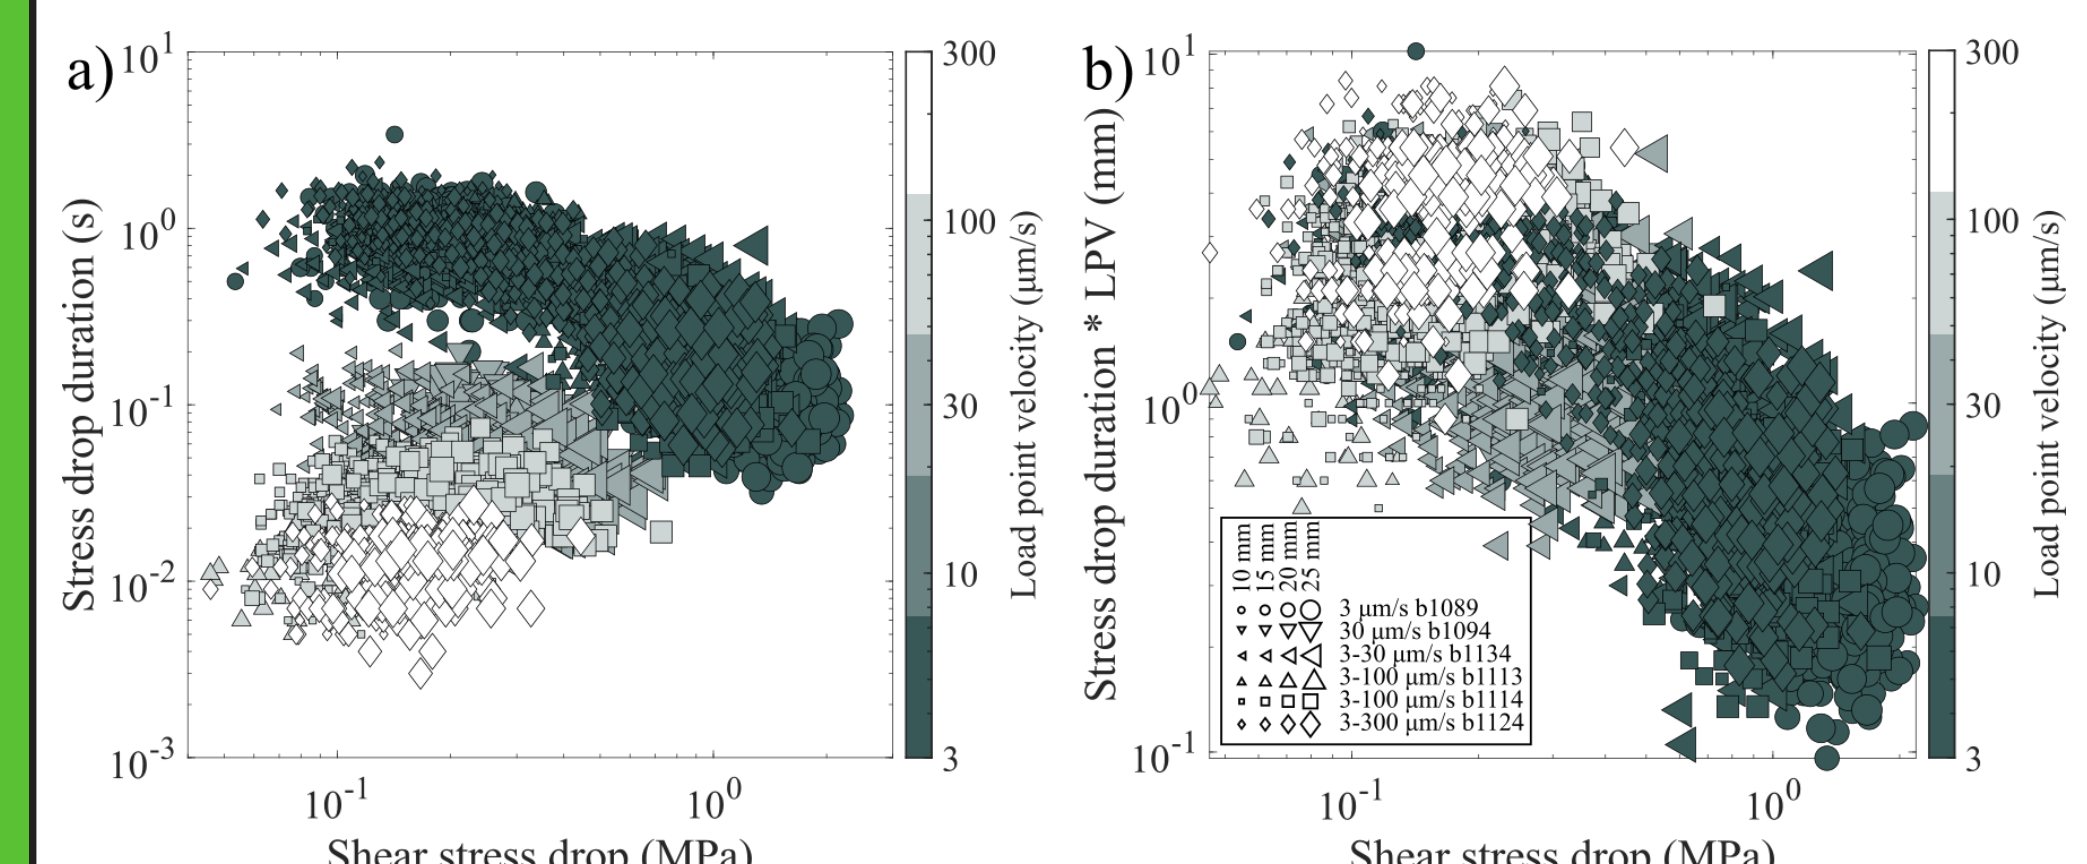 a)
10^1
10^0
10^-1
10^-2
10^-3
Stress drop duration (s)
10^-1
10^0
Shear stress drop (MPa)
300
100
30
10
3
Load point velocity (μm/s)
b)
10^1
10^0
10^-1
Stress drop duration * LPV (mm)
10 mm
15 mm
20 mm
25 mm
3 μm/s b1089
30 μm/s b1094
3-30 μm/s b1134
3-100 μm/s b1113
3-100 μm/s b1114
3-300 μm/s b1124
10^-1
10^0
Shear stress drop (MPa)
300
100
30
10
3
Load point velocity (μm/s)